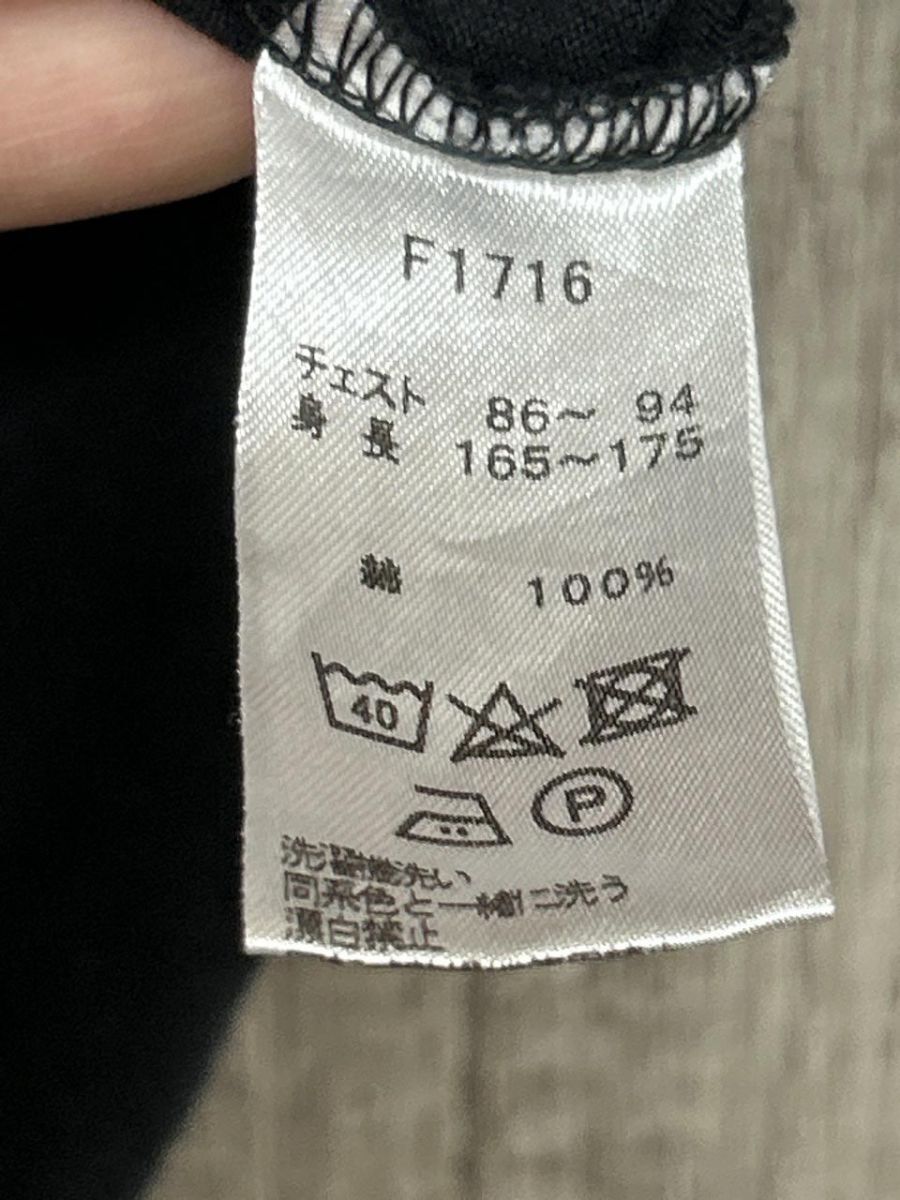 F1716
チェスト 86～ 94
身 長 165～175
綿 100%
40
P
洗濯機洗い
同系色と一緒ニ洗う
漂白禁止